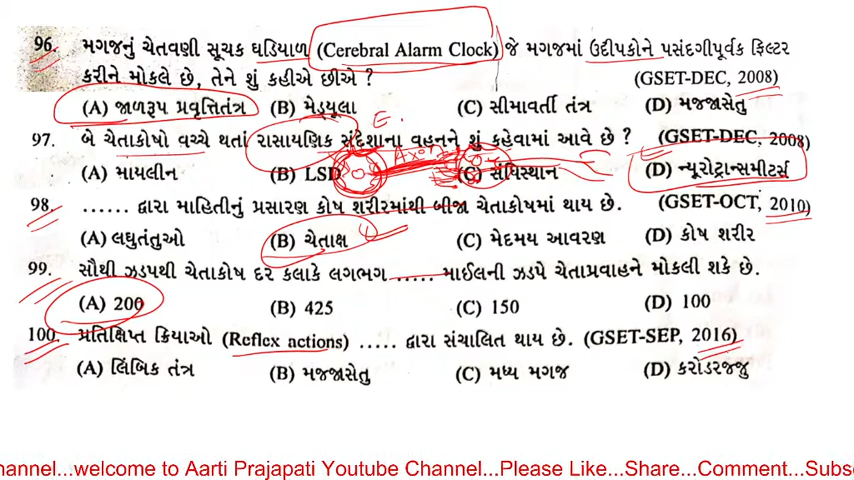 96. મગજનું ચેતવણી સૂચક ઘડિયાળ (Cerebral Alarm Clock) જે મગજમાં ઉદીપકોને પસંદગીપૂર્વક ફિલ્ટર
કરીને મોકલે છે, તેને શું કહીએ છીએ ? (GSET-DEC, 2008)
(A) જાળરૂપ પ્રવૃત્તિતંત્ર (B) મેડ્યૂલા (C) સીમાવર્તી તંત્ર (D) મજ્જાસેતુ
97. બે ચેતાકોષો વચ્ચે થતાં રાસાયણિક સંદેશાના વહનને શું કહેવામાં આવે છે ? (GSET-DEC, 2008)
(A) માયલીન (B) LSD (C) સંધિસ્થાન (D) ન્યૂરોટ્રાન્સમીટર્સ
Axon
98. ...... દ્વારા માહિતીનું પ્રસારણ કોષ શરીરમાંથી બીજા ચેતાકોષમાં થાય છે. (GSET-OCT, 2010)
(A) લઘુતંતુઓ (B) ચેતાક્ષ (C) મેદમય આવરણ (D) કોષ શરીર
99. સૌથી ઝડપથી ચેતાકોષ દર કલાકે લગભગ ...... માઈલની ઝડપે ચેતાપ્રવાહને મોકલી શકે છે.
(A) 200 (B) 425 (C) 150 (D) 100
100. પ્રતિક્ષિપ્ત ક્રિયાઓ (Reflex actions) ..... દ્વારા સંચાલિત થાય છે. (GSET-SEP, 2016)
(A) લિંબિક તંત્ર (B) મજ્જાસેતુ (C) મધ્ય મગજ (D) કરોડરજ્જુ
hannel...welcome to Aarti Prajapati Youtube Channel...Please Like...Share...Comment...Subs